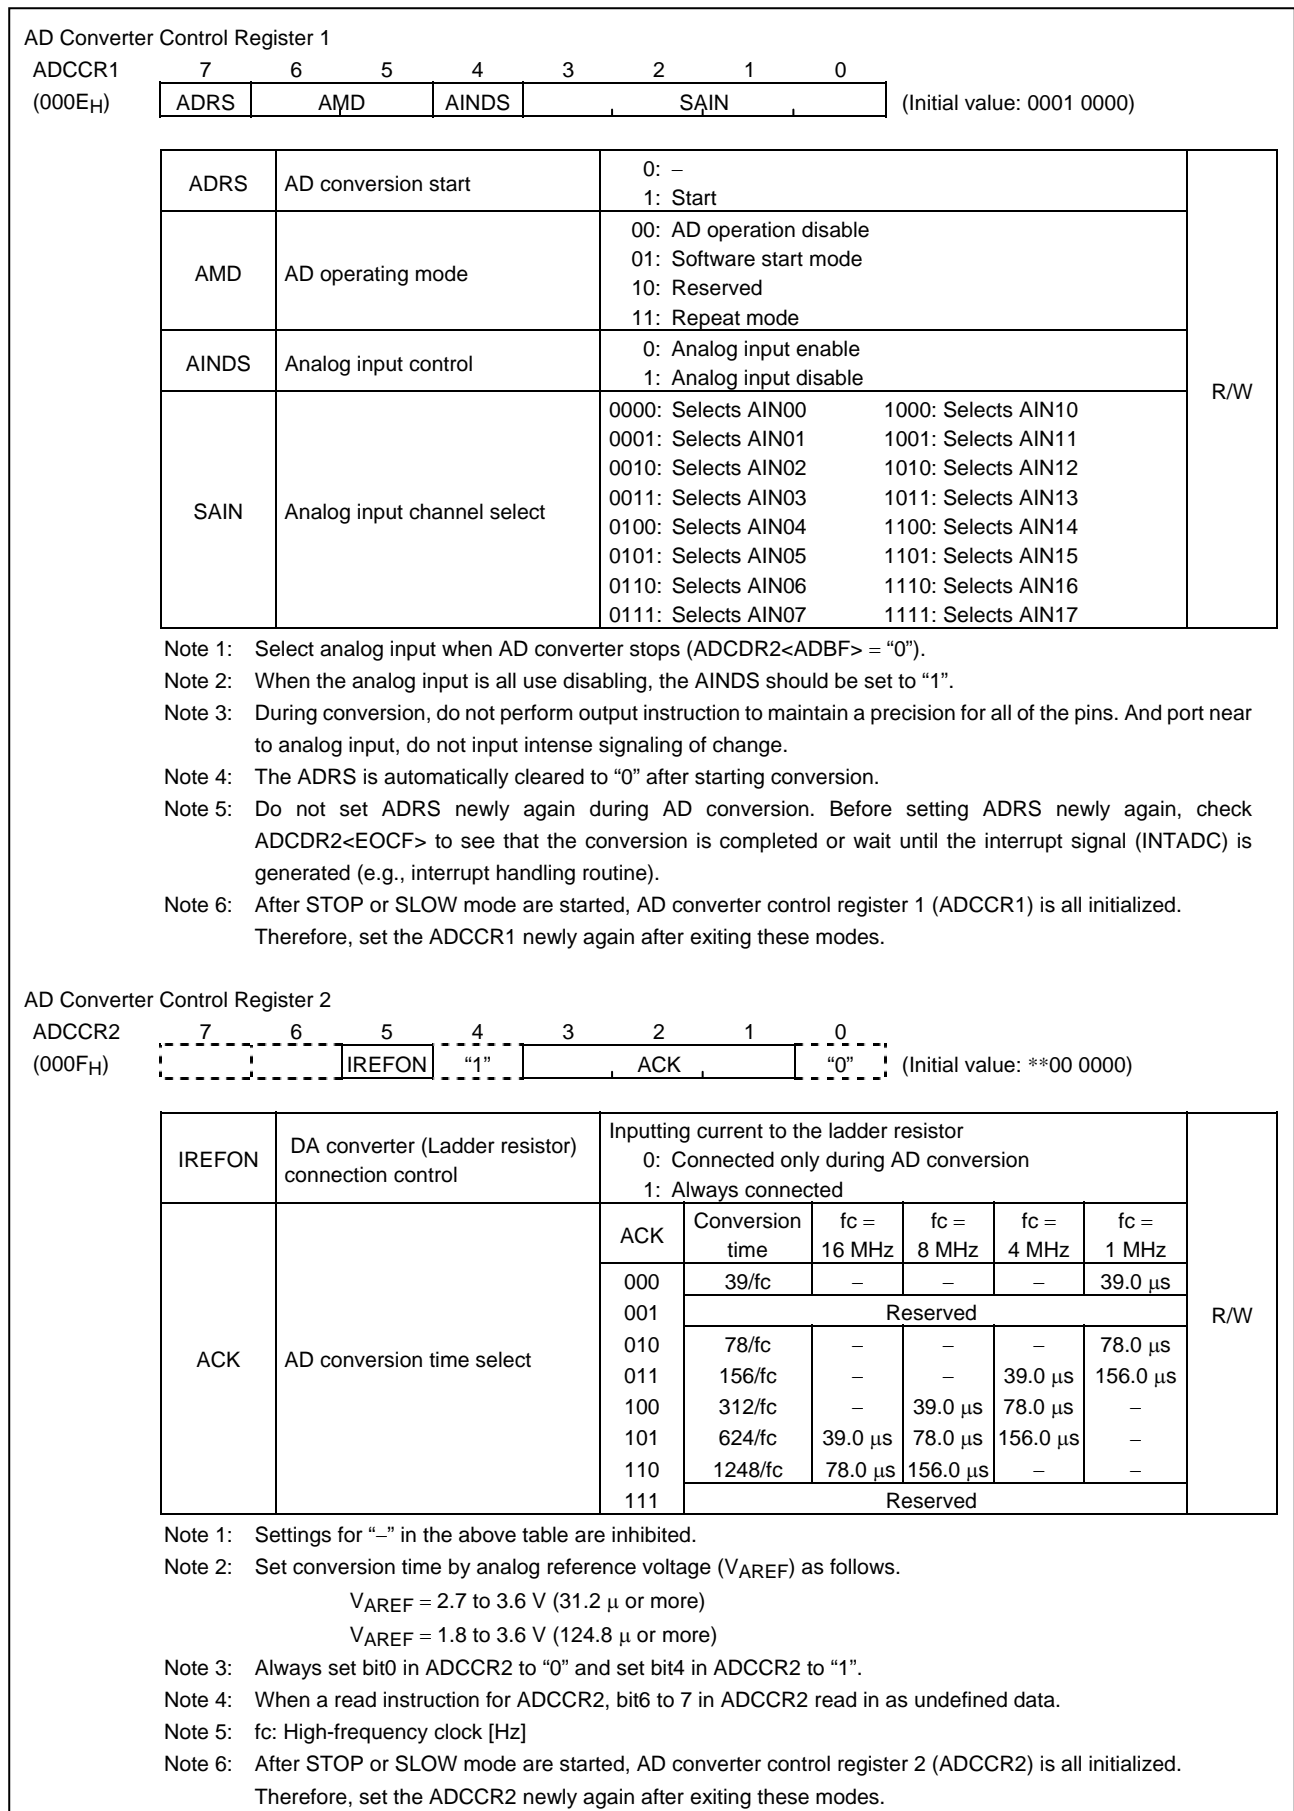 AD Converter Control Register 1
ADCCR1 7 6 5 4 3 2 1 0
(000EH) ADRS AMD AINDS SAIN (Initial value: 0001 0000)
ADRS AD conversion start 0: –
1: Start
AMD AD operating mode 00: AD operation disable
01: Software start mode
10: Reserved
11: Repeat mode
AINDS Analog input control 0: Analog input enable
1: Analog input disable
R/W
SAIN Analog input channel select
0000: Selects AIN00 1000: Selects AIN10
0001: Selects AIN01 1001: Selects AIN11
0010: Selects AIN02 1010: Selects AIN12
0011: Selects AIN03 1011: Selects AIN13
0100: Selects AIN04 1100: Selects AIN14
0101: Selects AIN05 1101: Selects AIN15
0110: Selects AIN06 1110: Selects AIN16
0111: Selects AIN07 1111: Selects AIN17
Note 1: Select analog input when AD converter stops (ADCDR2<ADBF> = “0”).
Note 2: When the analog input is all use disabling, the AINDS should be set to “1”.
Note 3: During conversion, do not perform output instruction to maintain a precision for all of the pins. And port near
to analog input, do not input intense signaling of change.
Note 4: The ADRS is automatically cleared to “0” after starting conversion.
Note 5: Do not set ADRS newly again during AD conversion. Before setting ADRS newly again, check
ADCDR2<EOCF> to see that the conversion is completed or wait until the interrupt signal (INTADC) is
generated (e.g., interrupt handling routine).
Note 6: After STOP or SLOW mode are started, AD converter control register 1 (ADCCR1) is all initialized.
Therefore, set the ADCCR1 newly again after exiting these modes.
AD Converter Control Register 2
ADCCR2 7 6 5 4 3 2 1 0
(000FH) IREFON “1” ACK “0” (Initial value: **00 0000)
IREFON DA converter (Ladder resistor)
connection control
Inputting current to the ladder resistor
0: Connected only during AD conversion
1: Always connected
R/W
ACK AD conversion time select
ACK Conversion time fc = 16 MHz fc = 8 MHz fc = 4 MHz fc = 1 MHz
000 39/fc – – – 39.0 μs
001 Reserved
010 78/fc – – – 78.0 μs
011 156/fc – – 39.0 μs 156.0 μs
100 312/fc – 39.0 μs 78.0 μs –
101 624/fc 39.0 μs 78.0 μs 156.0 μs –
110 1248/fc 78.0 μs 156.0 μs – –
111 Reserved
Note 1: Settings for “–” in the above table are inhibited.
Note 2: Set conversion time by analog reference voltage (VAREF) as follows.
VAREF = 2.7 to 3.6 V (31.2 μ or more)
VAREF = 1.8 to 3.6 V (124.8 μ or more)
Note 3: Always set bit0 in ADCCR2 to “0” and set bit4 in ADCCR2 to “1”.
Note 4: When a read instruction for ADCCR2, bit6 to 7 in ADCCR2 read in as undefined data.
Note 5: fc: High-frequency clock [Hz]
Note 6: After STOP or SLOW mode are started, AD converter control register 2 (ADCCR2) is all initialized.
Therefore, set the ADCCR2 newly again after exiting these modes.